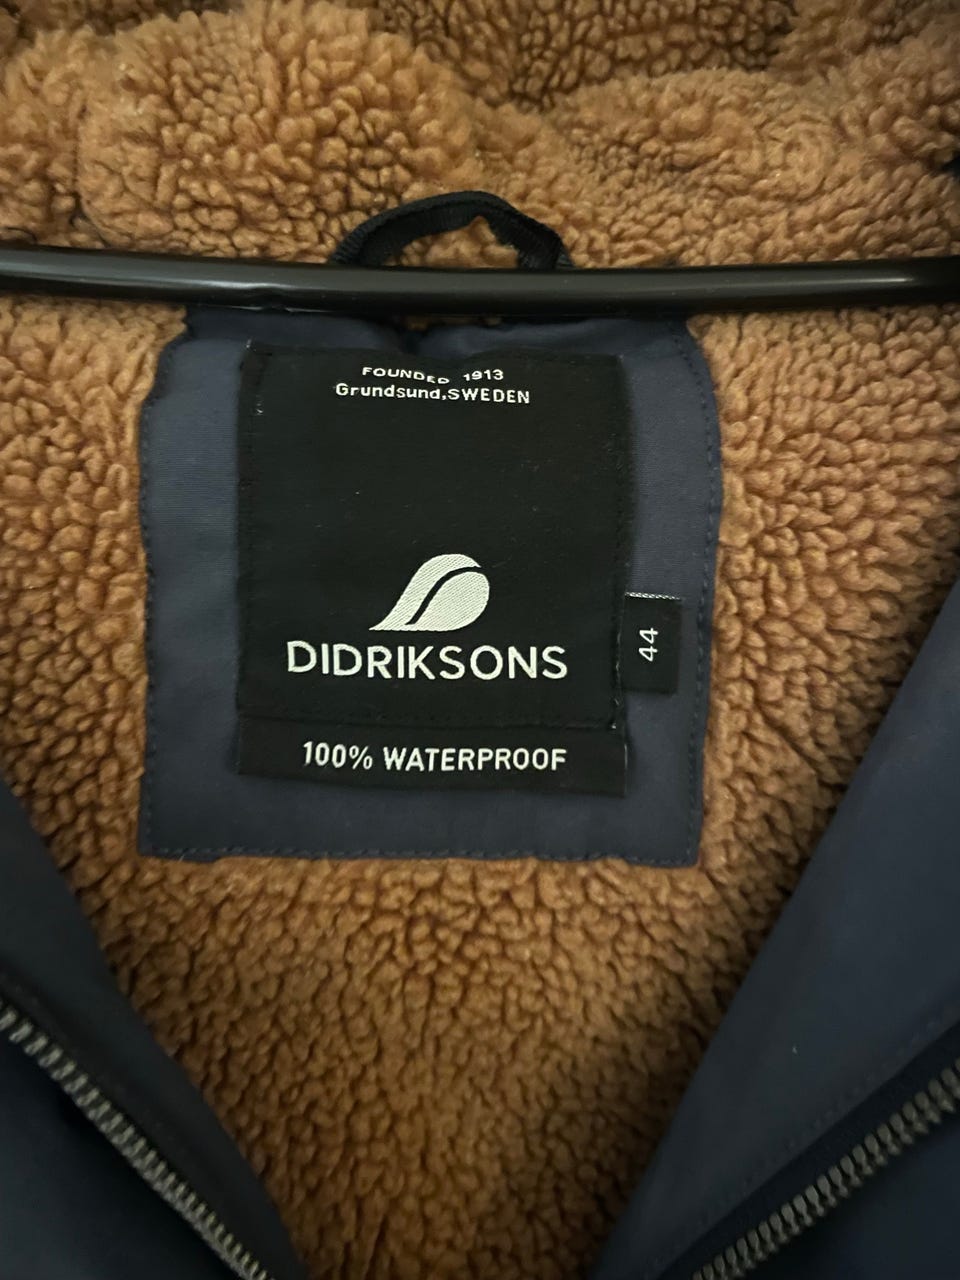 FOUNDED 1913
Grundsund,SWEDEN
DIDRIKSONS
44
100% WATERPROOF